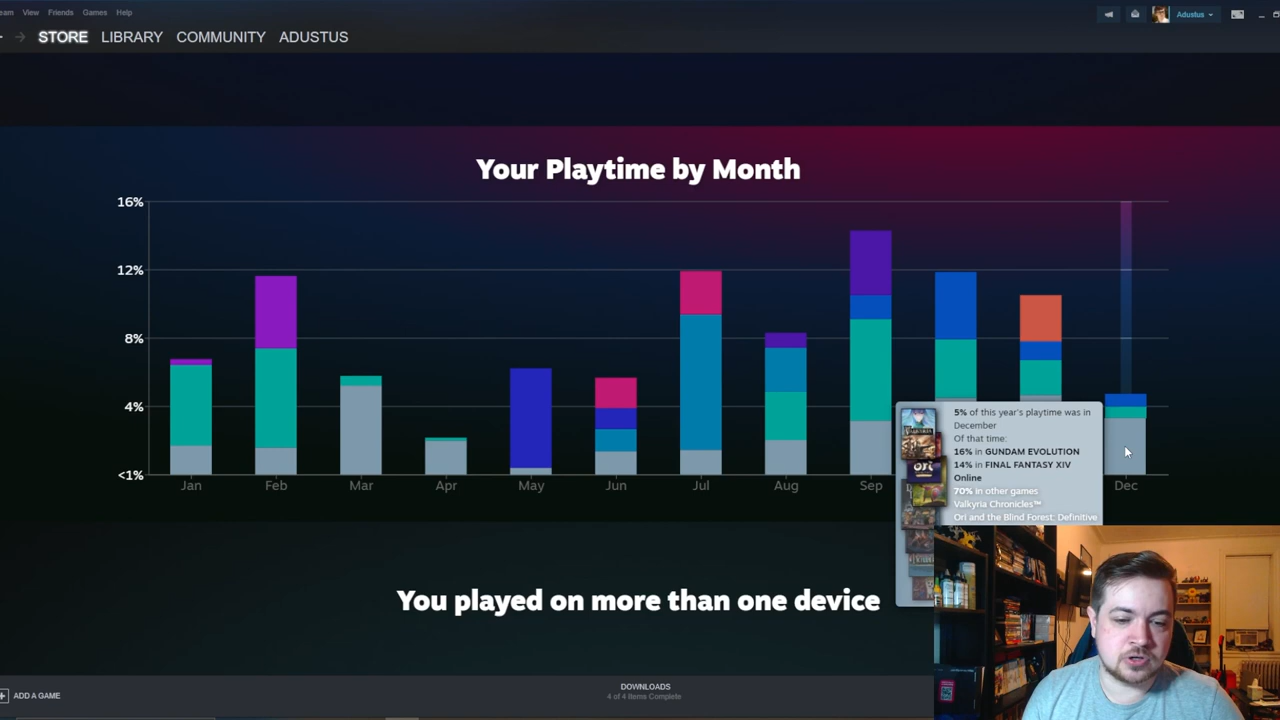 View Friends Games Help
Adustus
STORE LIBRARY COMMUNITY ADUSTUS
Your Playtime by Month
16%
12%
8%
4%
<1%
Jan Feb Mar Apr May Jun Jul Aug Sep Dec
5% of this year's playtime was in
December
Of that time:
16% in GUNDAM EVOLUTION
14% in FINAL FANTASY XIV
Online
70% in other games
Valkyria Chronicles™
Ori and the Blind Forest: Definitive
You played on more than one device
ADD A GAME
DOWNLOADS
4 of 4 Items Complete